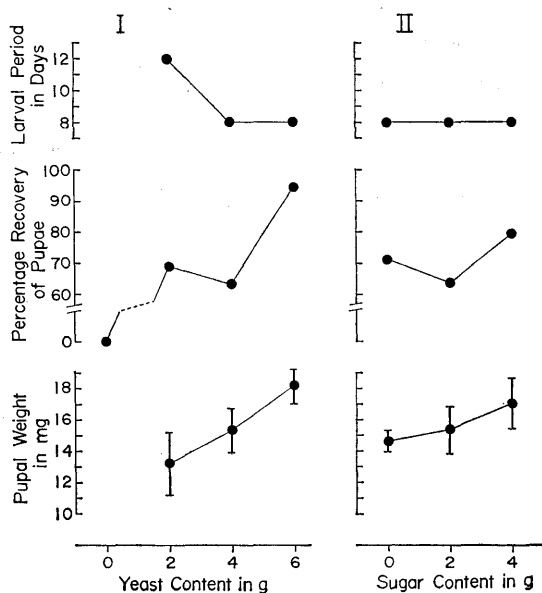 I
II
Larval Period
in Days
12
10
8
Percentage Recovery
of Pupae
100
90
80
70
60
0
Pupal Weight
in mg
18
16
14
12
10
0 2 4 6
Yeast Content in g
0 2 4
Sugar Content in g